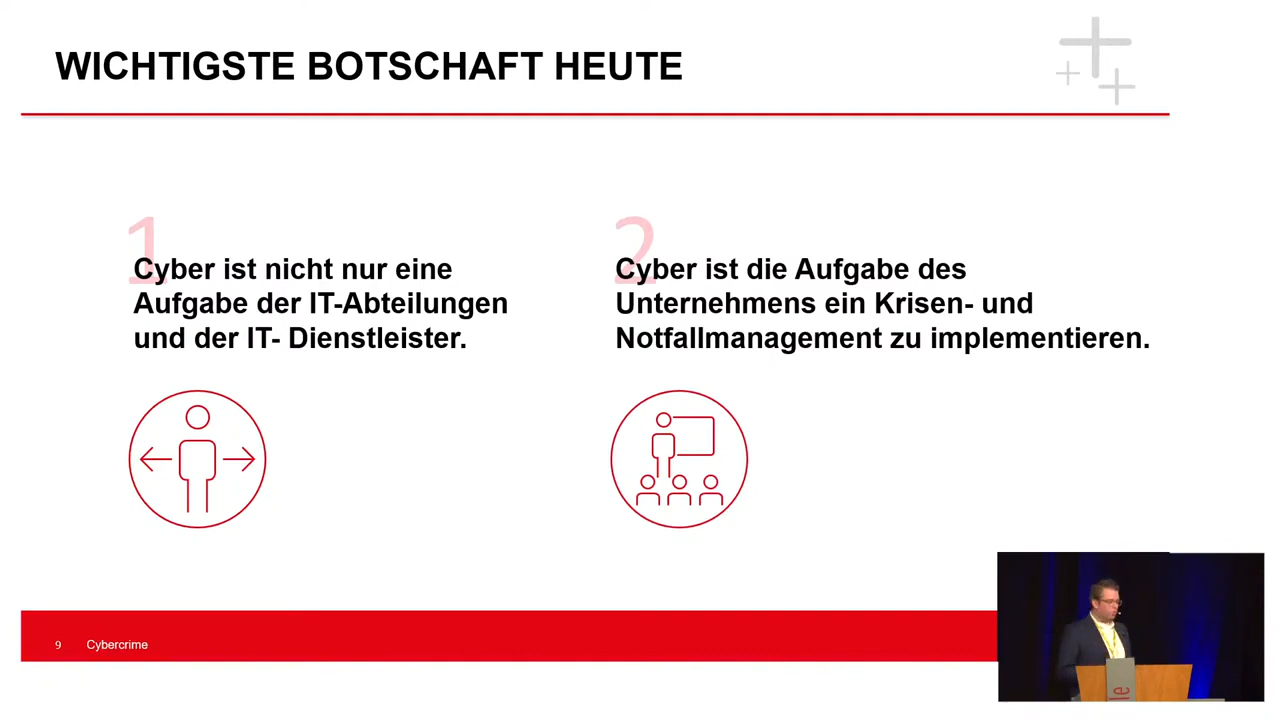 WICHTIGSTE BOTSCHAFT HEUTE
1
Cyber ist nicht nur eine
Aufgabe der IT-Abteilungen
und der IT- Dienstleister.
2
Cyber ist die Aufgabe des
Unternehmens ein Krisen- und
Notfallmanagement zu implementieren.
9 Cybercrime
le